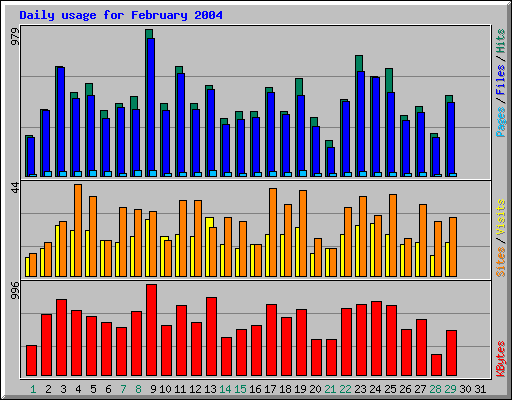 Daily usage for February 2004
979
Pages / Files / Hits
44
Sites / Visits
996
KBytes
1 2 3 4 5 6 7 8 9 10 11 12 13 14 15 16 17 18 19 20 21 22 23 24 25 26 27 28 29 30 31